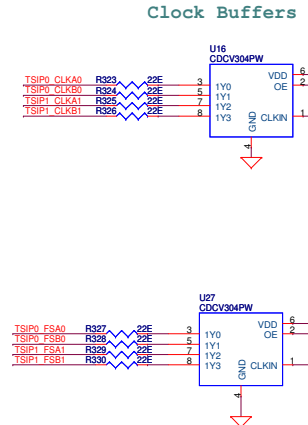 Clock Buffers
U16
CDCV304PW
TSIP0_CLKA0 R323 22E 3 1Y0 VDD 6
TSIP0_CLKB0 R324 22E 5 1Y1 OE 2
TSIP1_CLKA1 R325 22E 7 1Y2
TSIP1_CLKB1 R326 22E 8 1Y3 GND CLKIN 1
4
U27
CDCV304PW
TSIP0_FSA0 R327 22E 3 1Y0 VDD 6
TSIP0_FSB0 R328 22E 5 1Y1 OE 2
TSIP1_FSA1 R329 22E 7 1Y2
TSIP1_FSB1 R330 22E 8 1Y3 GND CLKIN 1
4